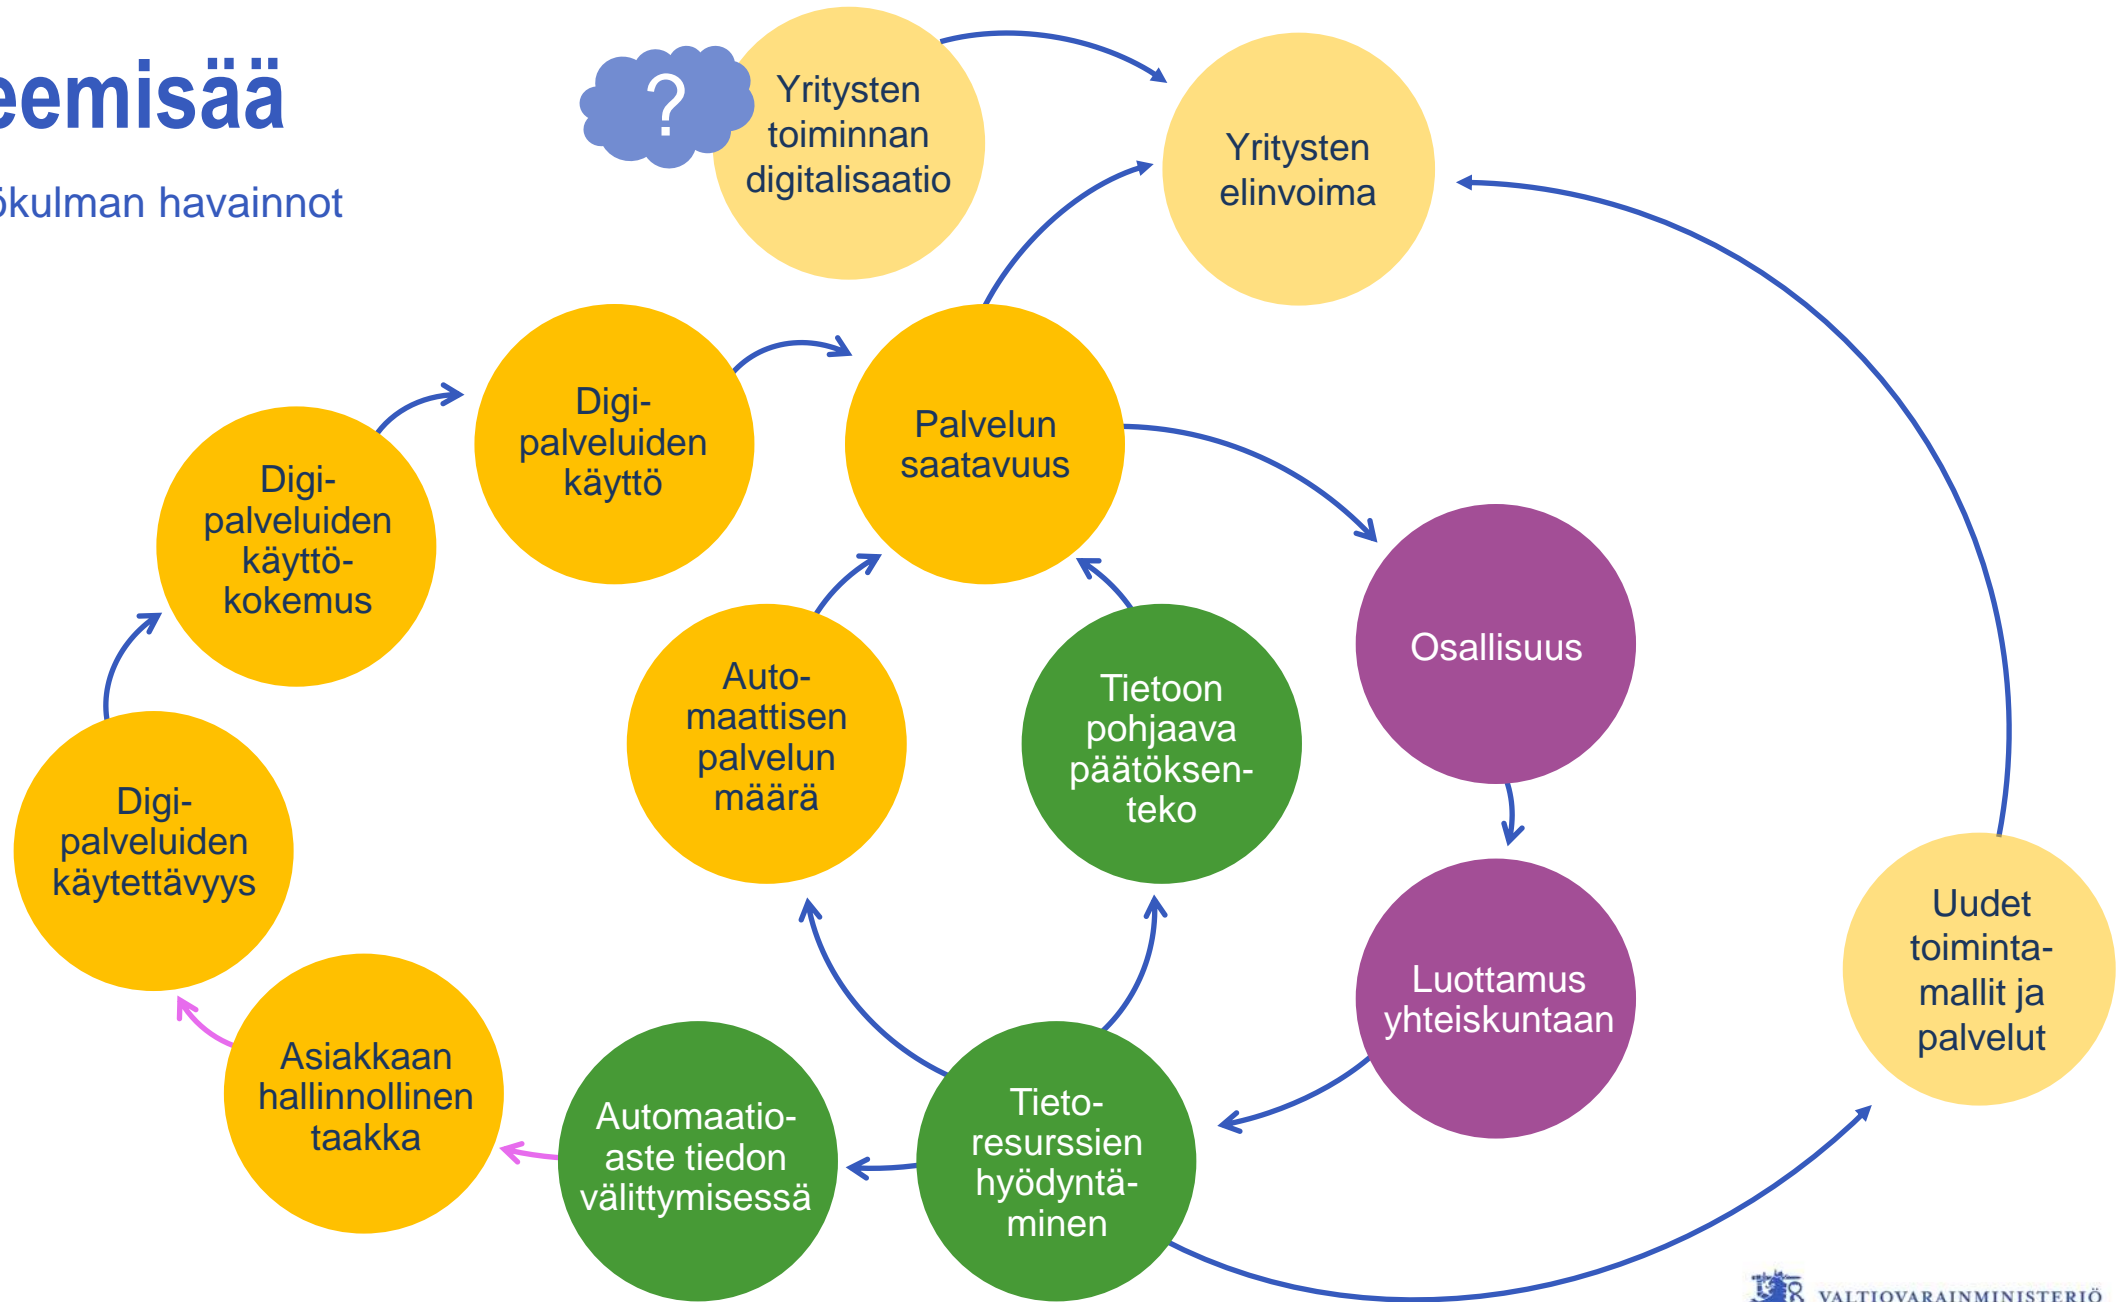 eemisää
ökulman havainnot
?
Yritysten
toiminnan
digitalisaatio
Yritysten
elinvoima
Digi-
palveluiden
käyttö
Palvelun
saatavuus
Digi-
palveluiden
käyttö-
kokemus
Osallisuus
Auto-
maattisen
palvelun
määrä
Tietoon
pohjaava
päätöksen-
teko
Digi-
palveluiden
käytettävyys
Luottamus
yhteiskuntaan
Uudet
toiminta-
mallit ja
palvelut
Asiakkaan
hallinnollinen
taakka
Automaatio-
aste tiedon
välittymisessä
Tieto-
resurssien
hyödyntä-
minen
VALTIOVARAINMINISTERIÖ